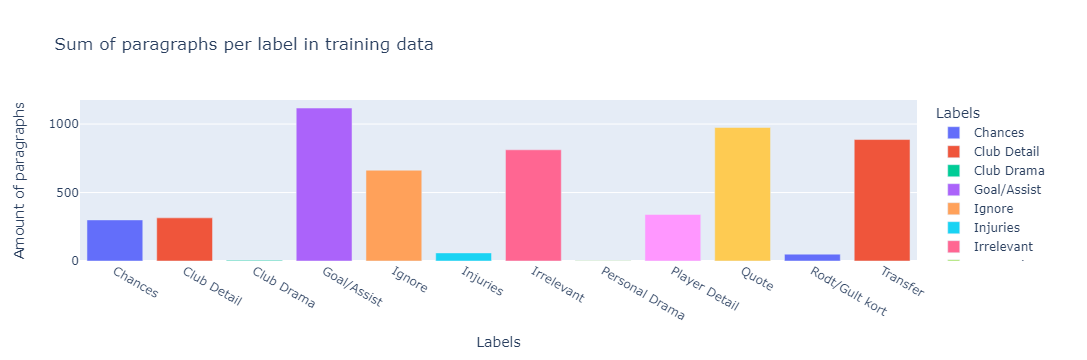 Sum of paragraphs per label in training data
Amount of paragraphs
1000
500
0
Chances
Club Detail
Club Drama
Goal/Assist
Ignore
Injuries
Irrelevant
Personal Drama
Player Detail
Quote
Rodt/Gult kort
Transfer
Labels
Labels
Chances
Club Detail
Club Drama
Goal/Assist
Ignore
Injuries
Irrelevant